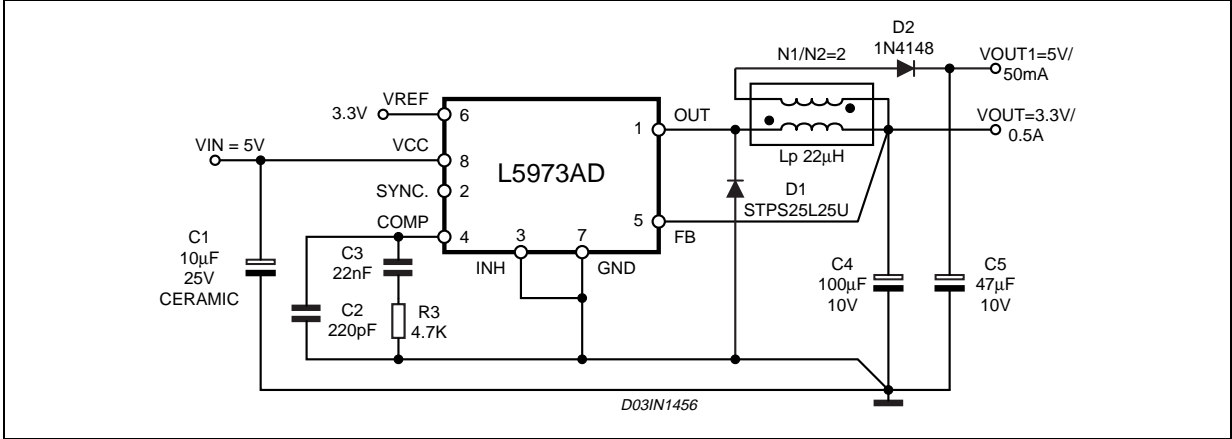 D2
1N4148
N1/N2=2
VOUT1=5V/
50mA
VREF
3.3V
6
OUT
1
VOUT=3.3V/
0.5A
VIN = 5V
VCC
8
Lp 22μH
L5973AD
SYNC.
2
D1
STPS25L25U
COMP
4
3
7
5
FB
INH
GND
C1
10μF
25V
CERAMIC
C3
22nF
C2
220pF
R3
4.7K
C4
100μF
10V
C5
47μF
10V
D03IN1456